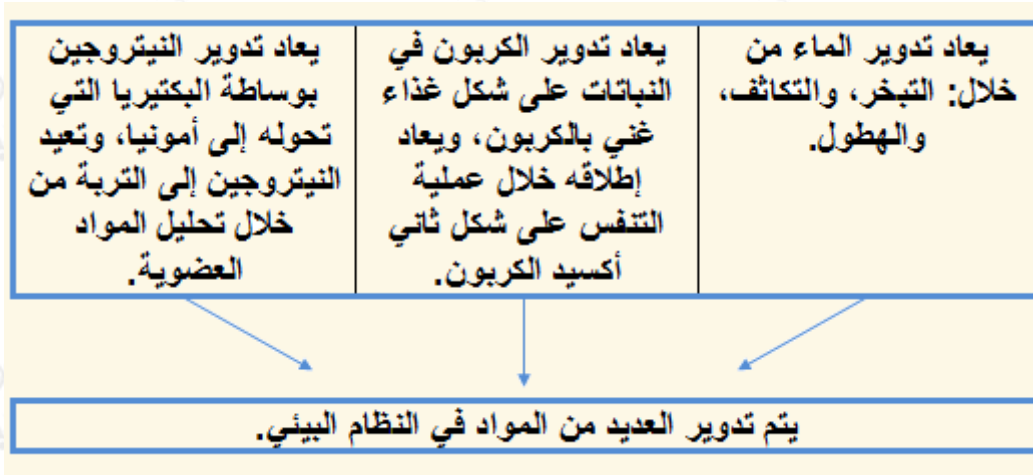 يعاد تدوير الماء من
خلال: التبخر، والتكاثف،
والهطول.
يعاد تدوير الكربون في
النباتات على شكل غذاء
غني بالكربون، ويعاد
إطلاقه خلال عملية
التنفس على شكل ثاني
أكسيد الكربون.
يعاد تدوير النيتروجين
بوساطة البكتيريا التي
تحوله إلى أمونيا، وتعيد
النيتروجين إلى التربة من
خلال تحليل المواد
العضوية.
يتم تدوير العديد من المواد في النظام البيئي.